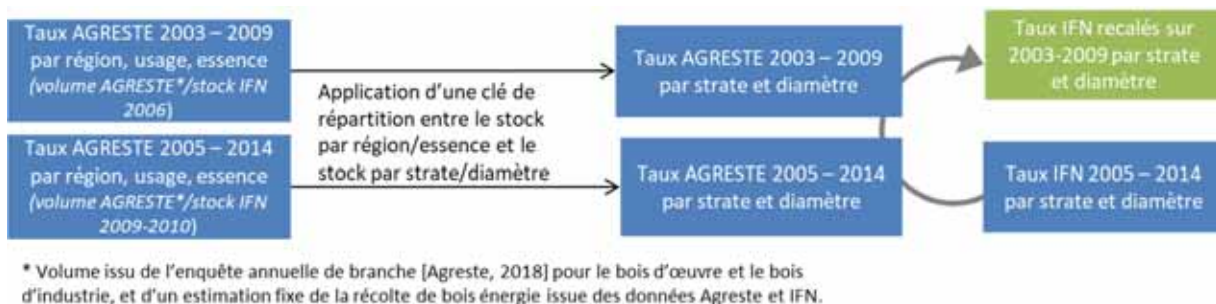 Taux AGRESTE 2003 – 2009
par région, usage, essence
(volume AGRESTE*/stock IFN
2006)
Taux AGRESTE 2005 – 2014
par région, usage, essence
(volume AGRESTE*/stock IFN
2009-2010)
Application d’une clé de
répartition entre le stock
par région/essence et le
stock par strate/diamètre
Taux AGRESTE 2003 – 2009
par strate et diamètre
Taux AGRESTE 2005 – 2014
par strate et diamètre
Taux IFN recalés sur
2003-2009 par strate
et diamètre
Taux IFN 2005 – 2014
par strate et diamètre
* Volume issu de l’enquête annuelle de branche [Agreste, 2018] pour le bois d’œuvre et le bois
d’industrie, et d’un estimation fixe de la récolte de bois énergie issue des données Agreste et IFN.